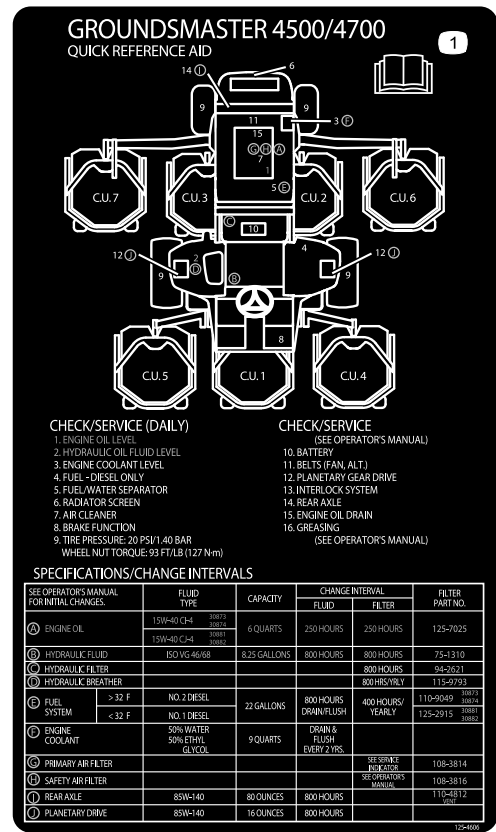 GROUNDSMASTER 4500/4700
QUICK REFERENCE AID
1
14 I
6
9
9
11
3 F
15
G H A
7
1
5 E
C.U. 7
C.U. 3
C.U. 2
C.U. 6
C
10
12 J
2
D
B
4
12 J
9
9
8
C.U. 5
C.U. 1
C.U. 4
CHECK/SERVICE (DAILY)
1. ENGINE OIL LEVEL
2. HYDRAULIC OIL FLUID LEVEL
3. ENGINE COOLANT LEVEL
4. FUEL - DIESEL ONLY
5. FUEL/WATER SEPARATOR
6. RADIATOR SCREEN
7. AIR CLEANER
8. BRAKE FUNCTION
9. TIRE PRESSURE: 20 PSI/1.40 BAR
WHEEL NUT TORQUE: 93 FT/LB (127 N·m)
CHECK/SERVICE
(SEE OPERATOR'S MANUAL)
10. BATTERY
11. BELTS (FAN, ALT.)
12. PLANETARY GEAR DRIVE
13. INTERLOCK SYSTEM
14. REAR AXLE
15. ENGINE OIL DRAIN
16. GREASING
(SEE OPERATOR'S MANUAL)
SPECIFICATIONS/CHANGE INTERVALS
SEE OPERATOR'S MANUAL FOR INITIAL CHANGES. FLUID TYPE CAPACITY CHANGE INTERVAL FLUID FILTER FILTER PART NO.
A ENGINE OIL 15W-40 CI-4 30873 30874 15W-40 CJ-4 30881 30882 6 QUARTS 250 HOURS 250 HOURS 125-7025
B HYDRAULIC FLUID ISO VG 46/68 8.25 GALLONS 800 HOURS 800 HOURS 75-1310
C HYDRAULIC FILTER 800 HOURS 94-2621
D HYDRAULIC BREATHER 800 HRS/YRLY 115-9793
E FUEL SYSTEM > 32 F NO. 2 DIESEL < 32 F NO. 1 DIESEL 22 GALLONS 800 HOURS DRAIN/FLUSH 400 HOURS/ YEARLY 110-9049 30873 30874 125-2915 30881 30882
F ENGINE COOLANT 50% WATER 50% ETHYL GLYCOL 9 QUARTS DRAIN & FLUSH EVERY 2 YRS.
G PRIMARY AIR FILTER SEE SERVICE INDICATOR 108-3814
H SAFETY AIR FILTER SEE OPERATOR'S MANUAL 108-3816
I REAR AXLE 85W-140 80 OUNCES 800 HOURS 110-4812 VENT
J PLANETARY DRIVE 85W-140 16 OUNCES 800 HOURS
125-4606